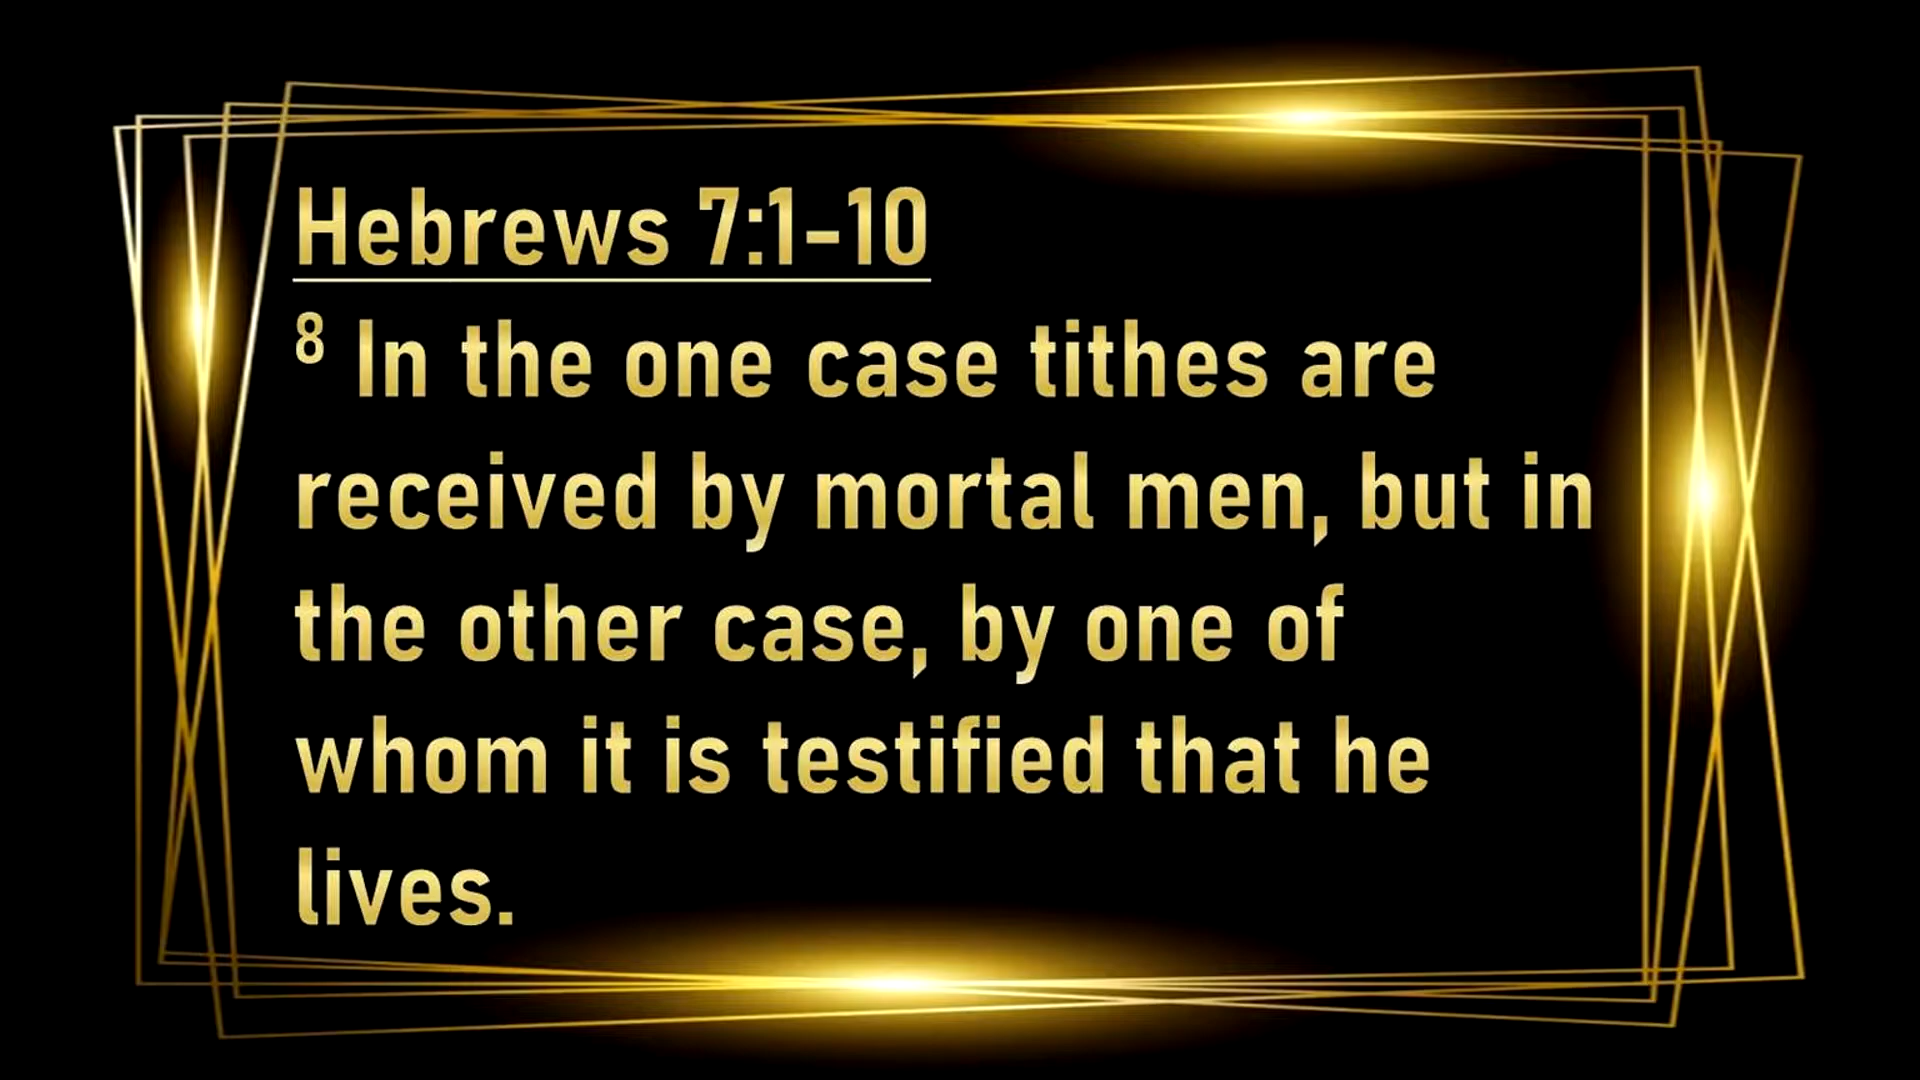 Hebrews 7:1-10
8 In the one case tithes are
received by mortal men, but in
the other case, by one of
whom it is testified that he
lives.